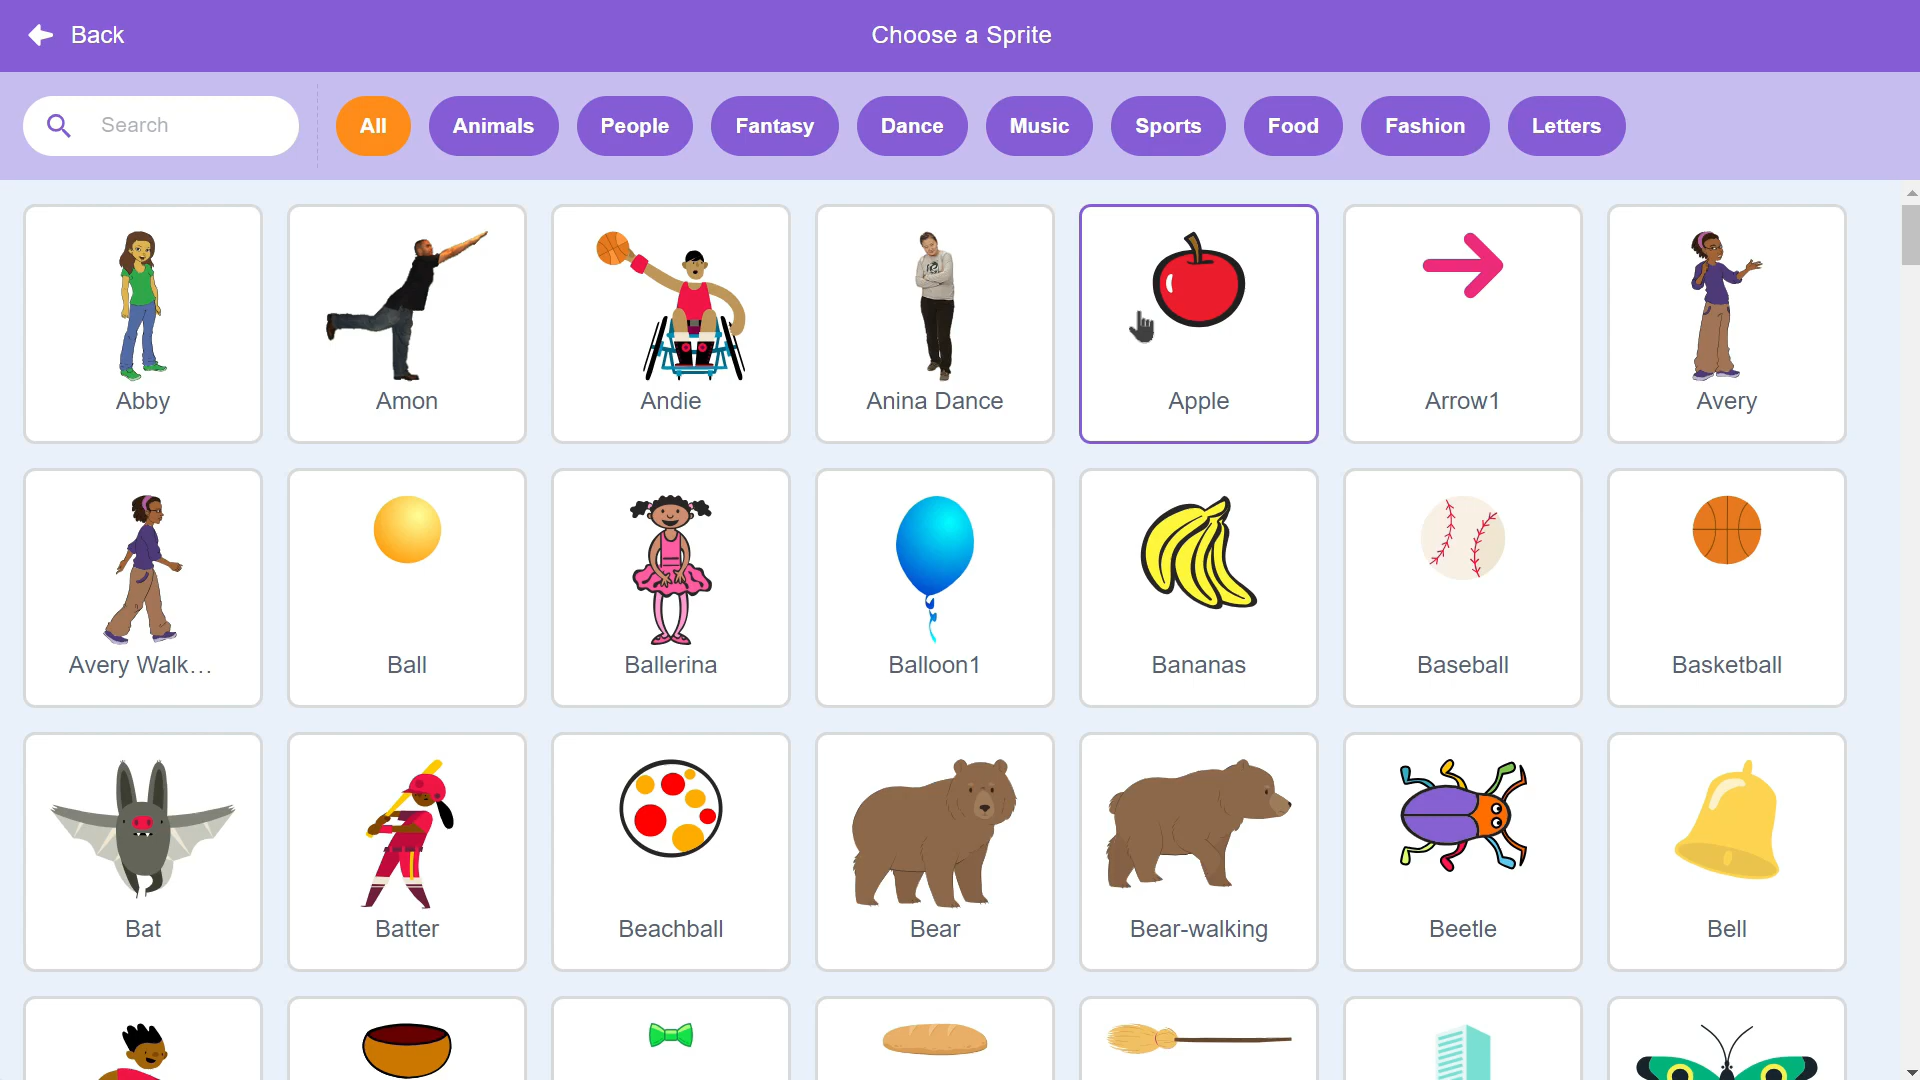 Back
Choose a Sprite
Search
All
Animals
People
Fantasy
Dance
Music
Sports
Food
Fashion
Letters
Abby
Amon
Andie
Anina Dance
Apple
Arrow1
Avery
Avery Walk…
Ball
Ballerina
Balloon1
Bananas
Baseball
Basketball
Bat
Batter
Beachball
Bear
Bear-walking
Beetle
Bell